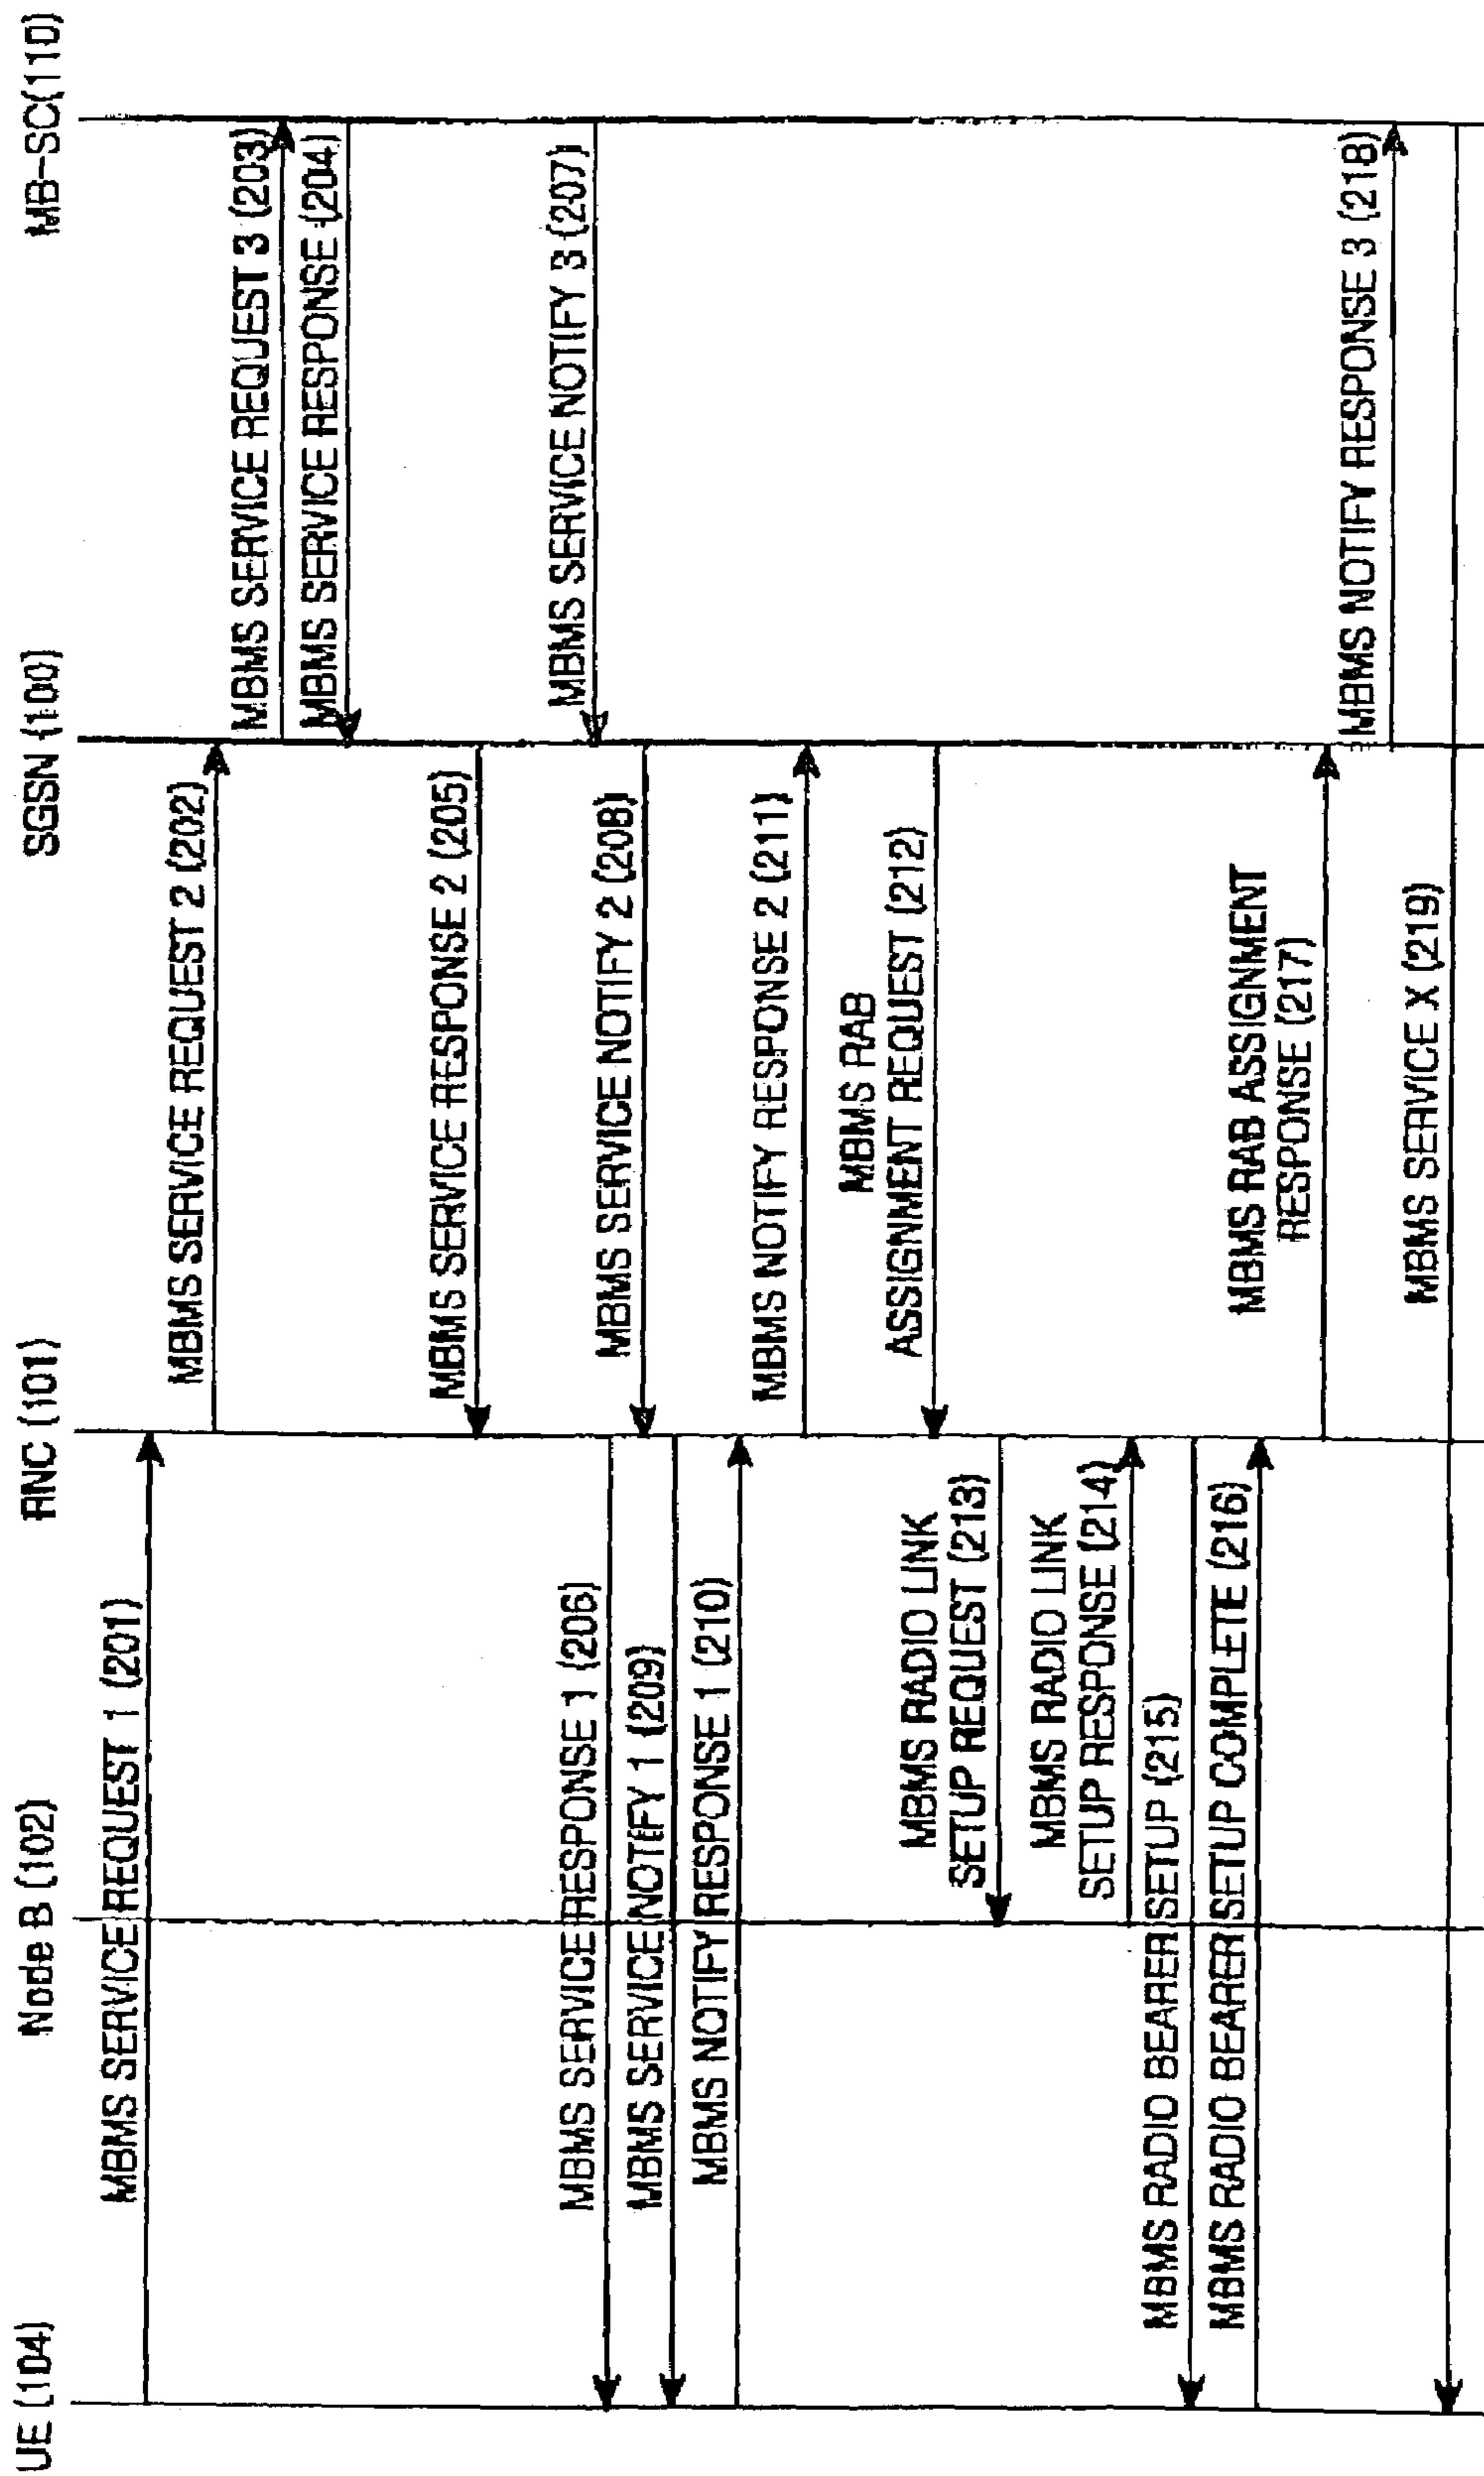 UE (104)
Node B (102)
RNC (101)
SGSN (100)
MB-SC(110)
MBMS SERVICE REQUEST 1 (201)
MBMS SERVICE REQUEST 2 (202)
MBMS SERVICE REQUEST 3 (203)
MBMS SERVICE RESPONSE (204)
MBMS SERVICE RESPONSE 2 (205)
MBMS SERVICE RESPONSE 1 (206)
MBMS SERVICE NOTIFY 3 (207)
MBMS SERVICE NOTIFY 2 (208)
MBMS SERVICE NOTIFY 1 (209)
MBMS NOTIFY RESPONSE 1 (210)
MBMS NOTIFY RESPONSE 2 (211)
MBMS RAB
ASSIGNMENT REQUEST (212)
MBMS RADIO LINK
SETUP REQUEST (213)
MBMS RADIO LINK
SETUP RESPONSE (214)
MBMS RADIO BEARER SETUP (215)
MBMS RADIO BEARER SETUP COMPLETE (216)
MBMS RAB ASSIGNMENT
RESPONSE (217)
MBMS NOTIFY RESPONSE 3 (218)
MBMS SERVICE X (219)